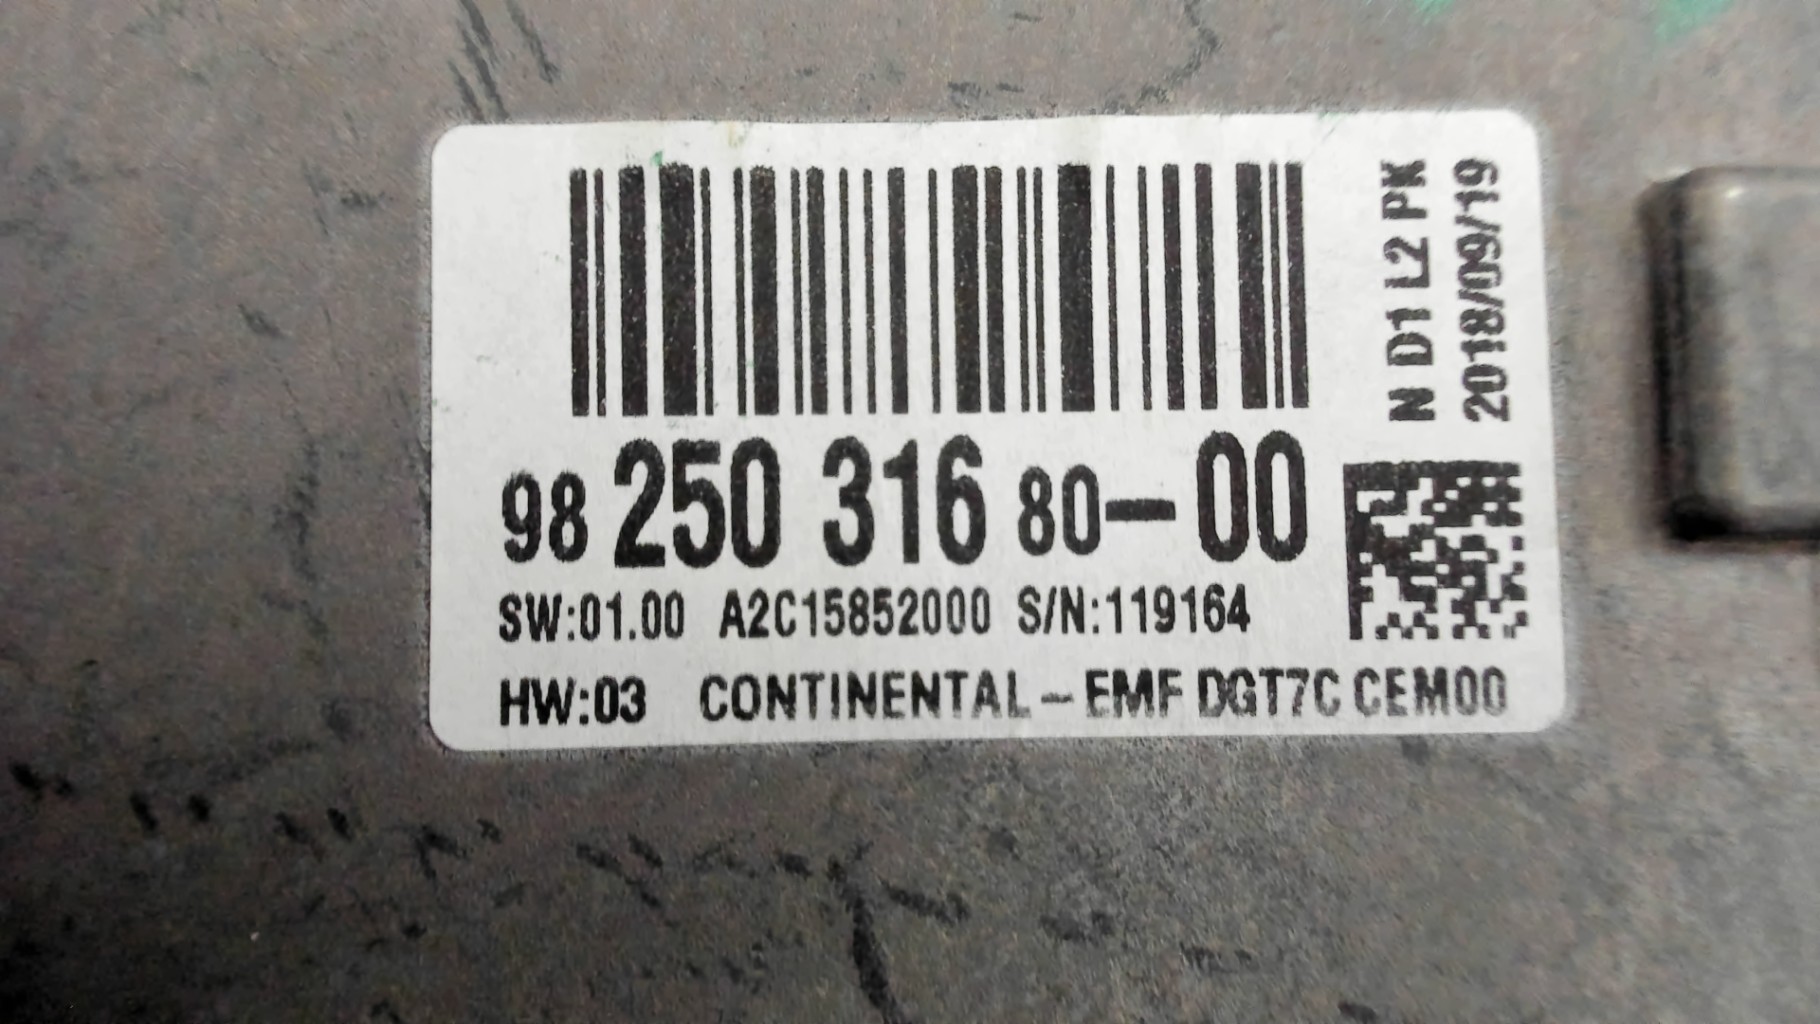 98 250 316 80-00
SW:01.00 A2C15852000 S/N:119164
HW:03 CONTINENTAL-EMF DGT7C CEM00
N D1 L2 PK
2018/09/19